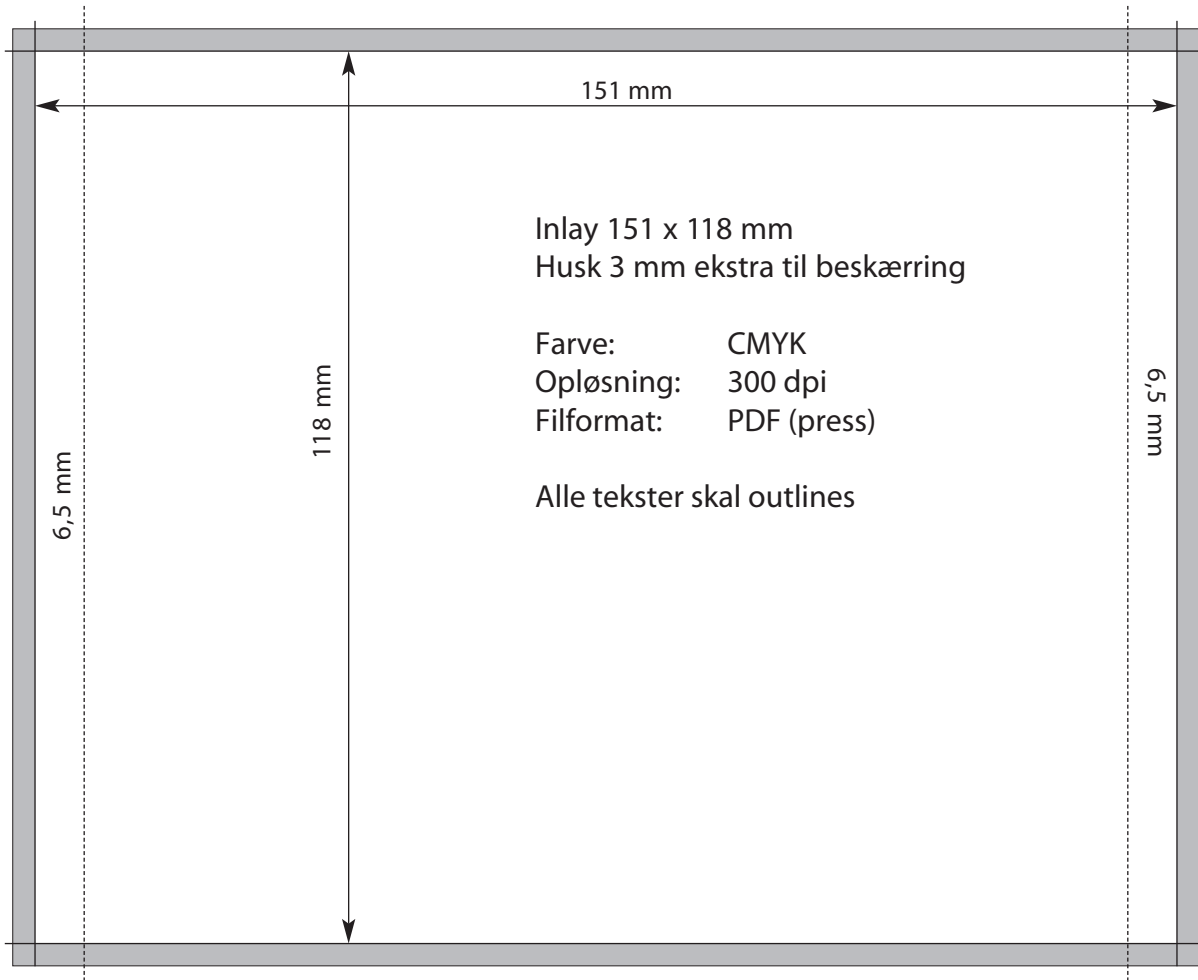 151 mm
Inlay 151 x 118 mm
Husk 3 mm ekstra til beskærring
Farve: CMYK
Opløsning: 300 dpi
Filformat: PDF (press)
Alle tekster skal outlines
118 mm
6,5 mm
6,5 mm